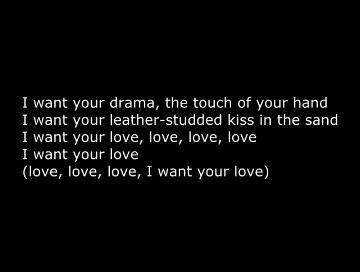 I want your drama, the touch of your hand
I want your leather-studded kiss in the sand
I want your love, love, love, love
I want your love
(love, love, love, I want your love)